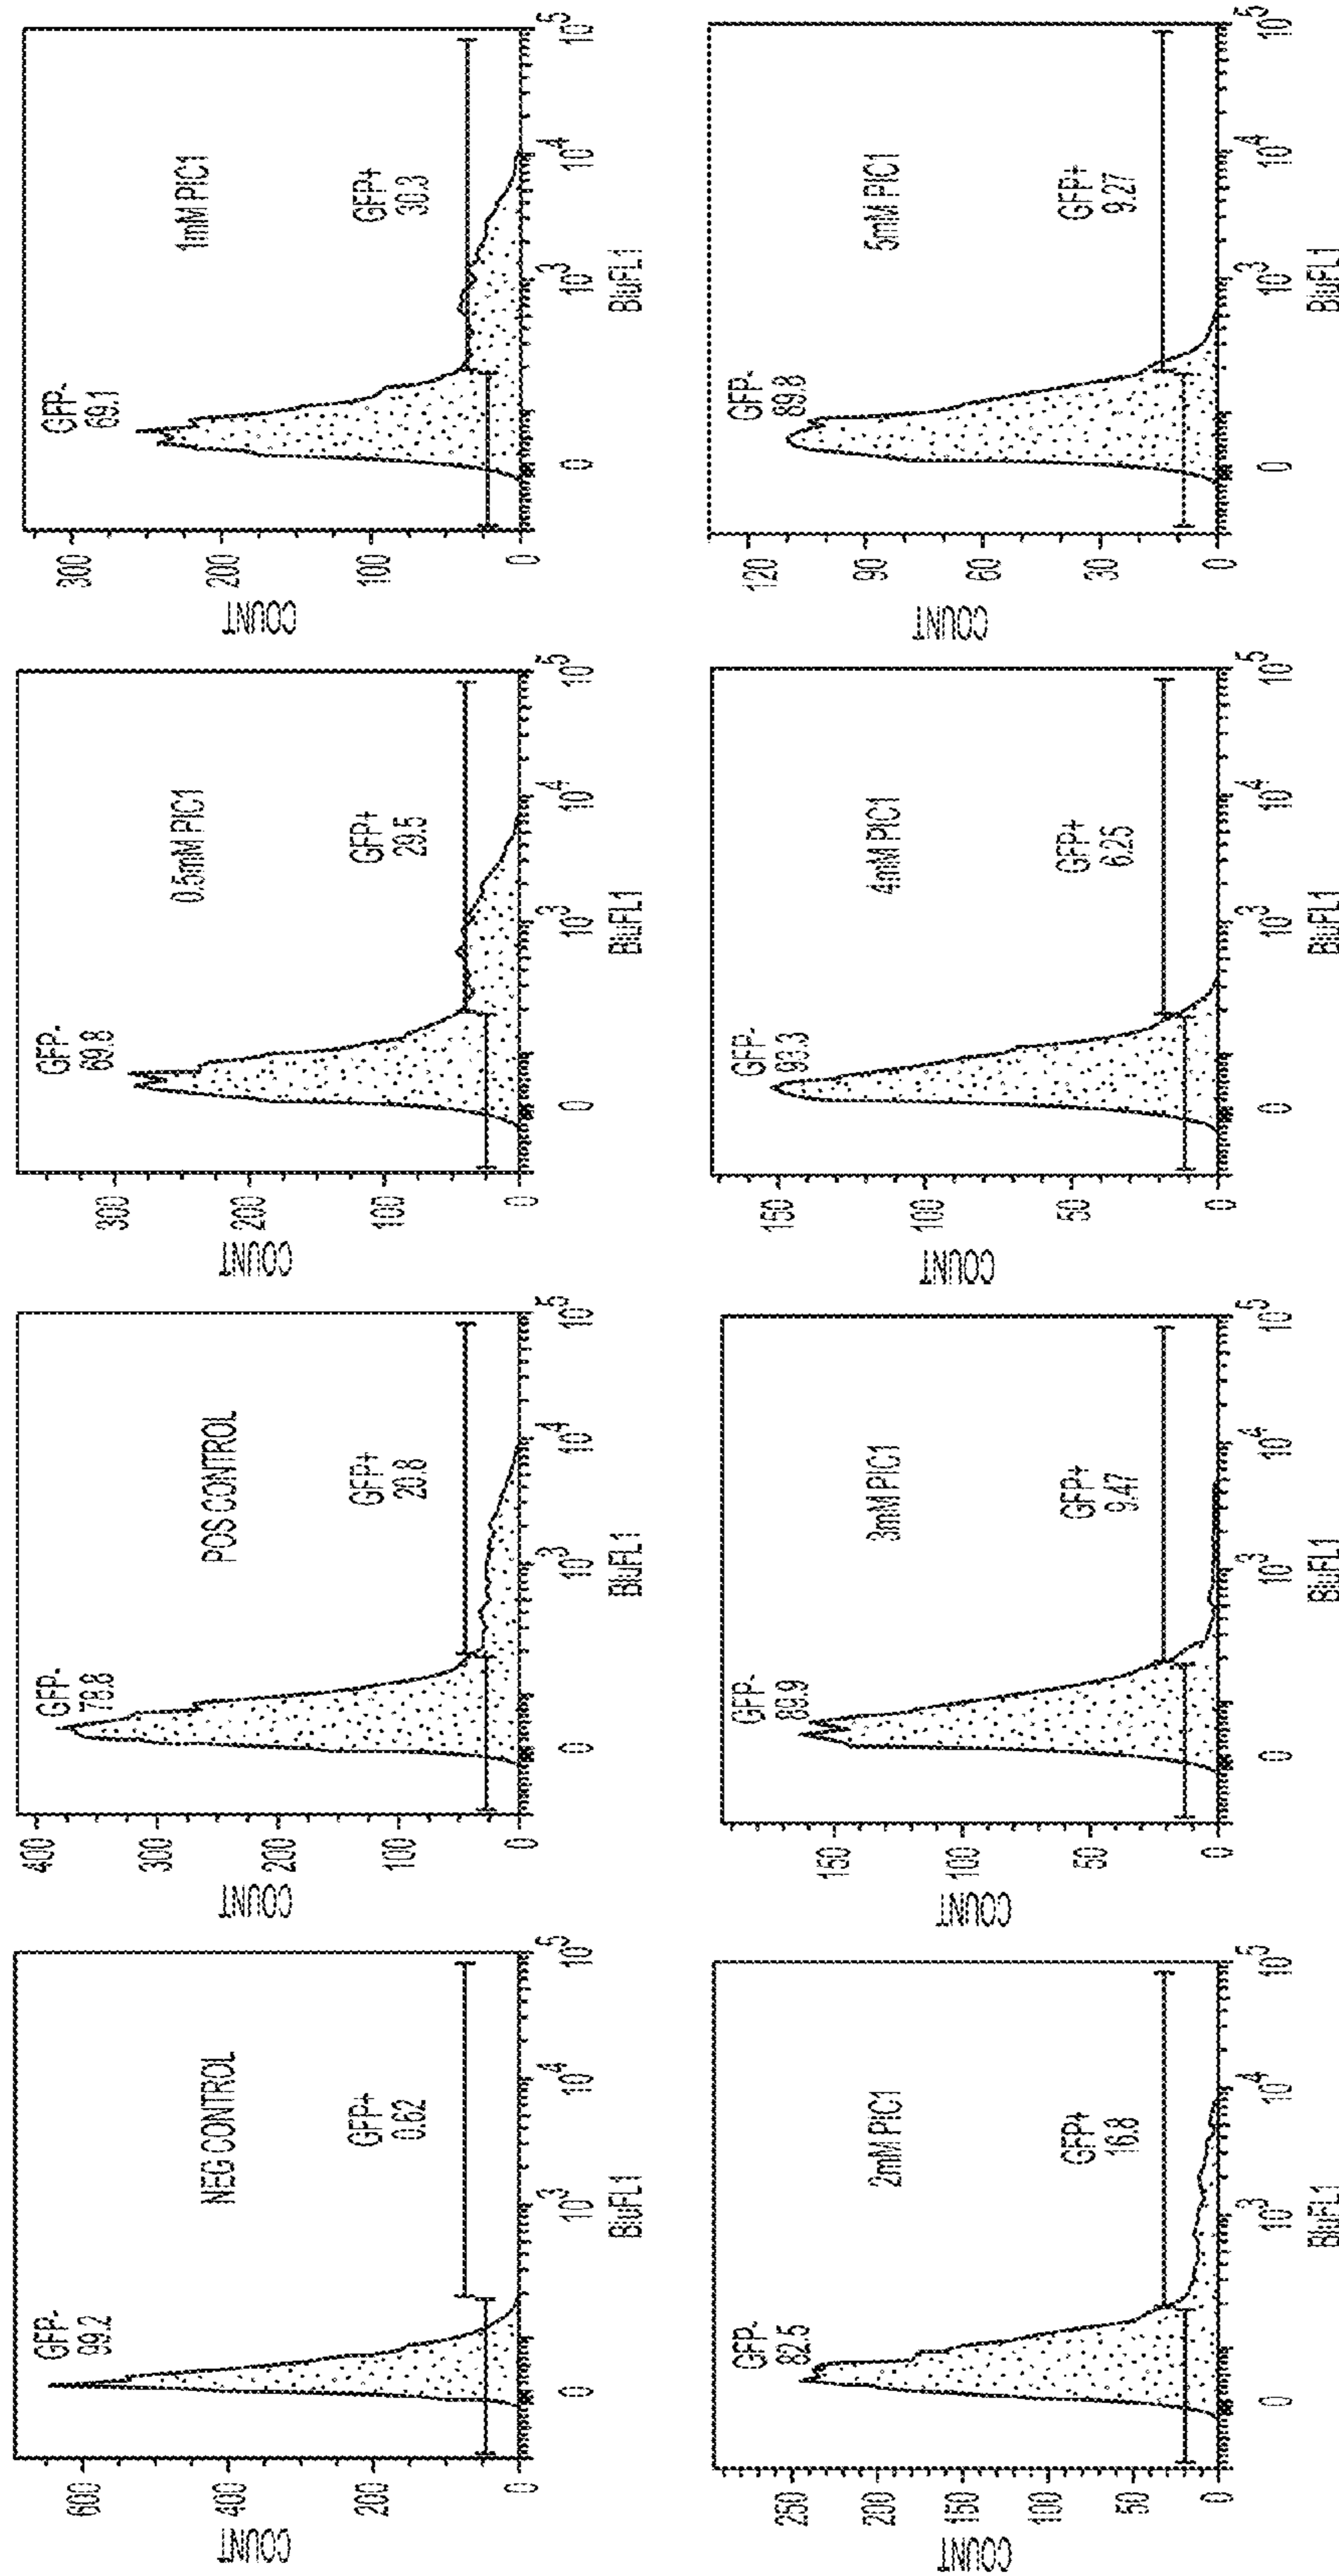 NEG CONTROL
GFP-
99.2
GFP+
0.62
600
400
200
0
COUNT
0
10^3
10^4
10^5
BluFL1
POS CONTROL
GFP-
78.8
GFP+
20.8
400
300
200
100
0
COUNT
0
10^3
10^4
10^5
BluFL1
0.5mM PIC1
GFP-
69.8
GFP+
29.5
300
200
100
0
COUNT
0
10^3
10^4
10^5
BluFL1
1mM PIC1
GFP-
69.1
GFP+
30.3
300
200
100
0
COUNT
0
10^3
10^4
10^5
BluFL1
2mM PIC1
GFP-
82.5
GFP+
16.8
250
200
150
100
50
0
COUNT
0
10^3
10^4
10^5
BluFL1
3mM PIC1
GFP-
89.9
GFP+
9.47
150
100
50
0
COUNT
0
10^3
10^4
10^5
BluFL1
4mM PIC1
GFP-
93.3
GFP+
6.25
150
100
50
0
COUNT
0
10^3
10^4
10^5
BluFL1
5mM PIC1
GFP-
89.8
GFP+
9.27
120
90
60
30
0
COUNT
0
10^3
10^4
10^5
BluFL1